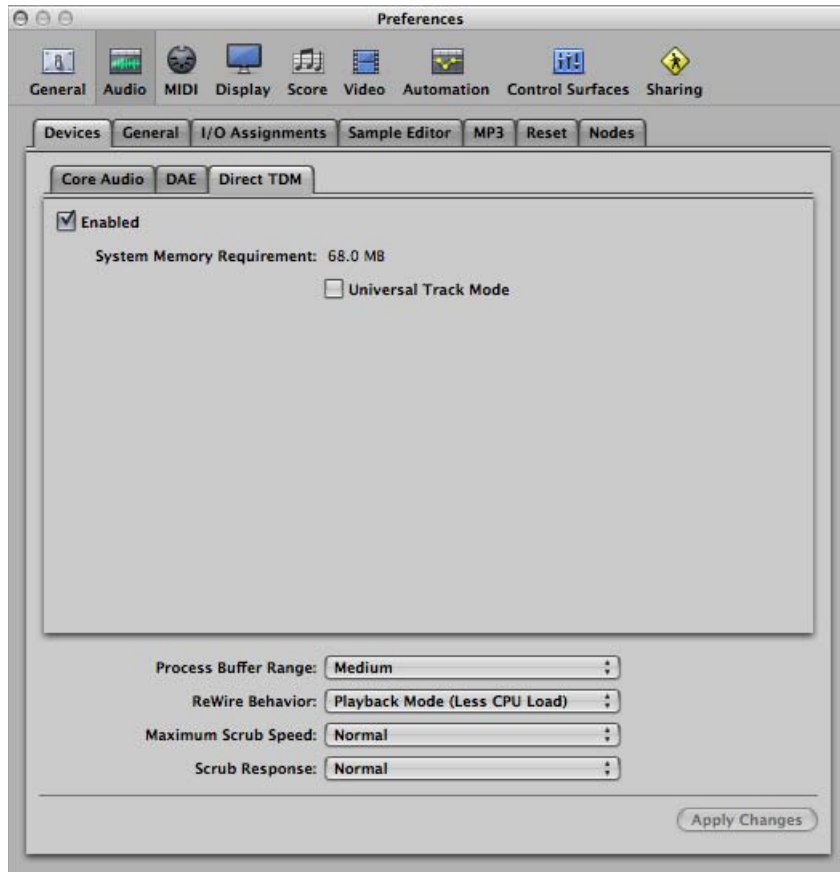 Preferences
General Audio MIDI Display Score Video Automation Control Surfaces Sharing
Devices General I/O Assignments Sample Editor MP3 Reset Nodes
Core Audio DAE Direct TDM
Enabled
System Memory Requirement: 68.0 MB
Universal Track Mode
Process Buffer Range: Medium
ReWire Behavior: Playback Mode (Less CPU Load)
Maximum Scrub Speed: Normal
Scrub Response: Normal
Apply Changes